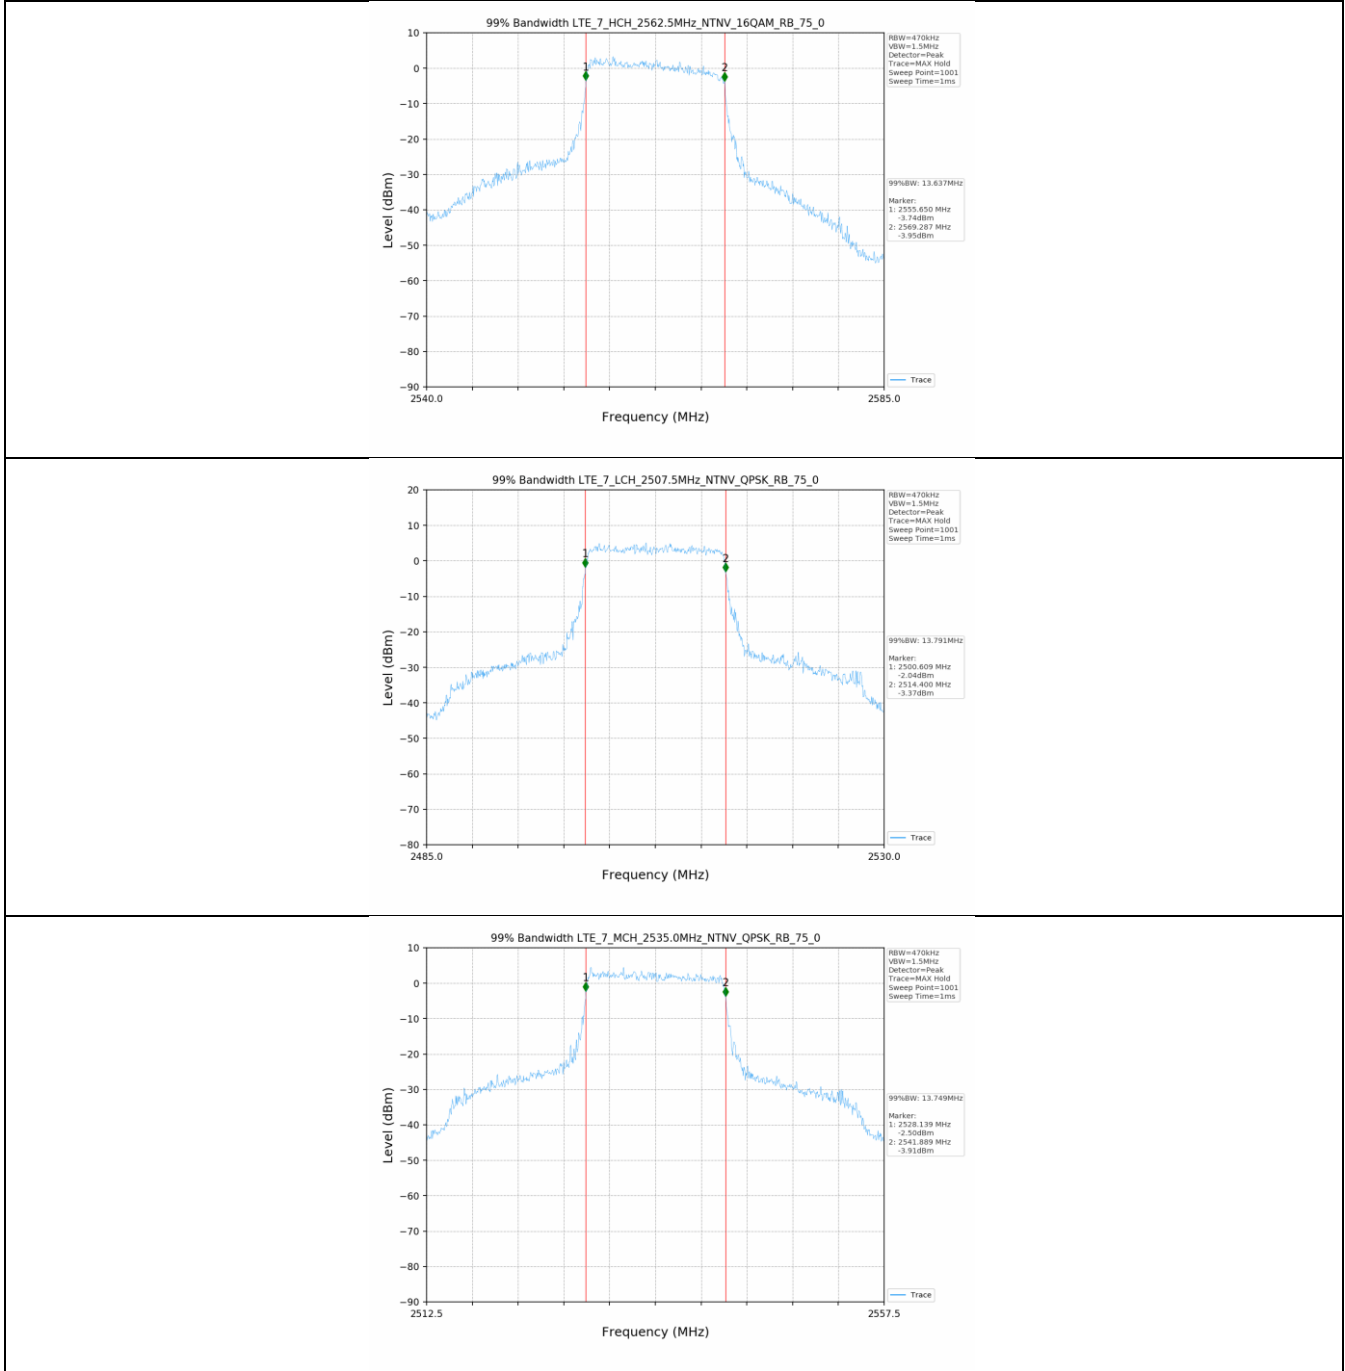 99% Bandwidth LTE_7_HCH_2562.5MHz_NTNV_16QAM_RB_75_0
10
0
−10
−20
−30
−40
−50
−60
−70
−80
−90
Level (dBm)
1
2
2540.0
2585.0
Frequency (MHz)
RBW=470kHz
VBW=1.5MHz
Detector=Peak
Trace=MAX Hold
Sweep Point=1001
Sweep Time=1ms
99%BW: 13.637MHz
Marker:
1: 2555.650 MHz
-3.74dBm
2: 2569.287 MHz
-3.95dBm
Trace
99% Bandwidth LTE_7_LCH_2507.5MHz_NTNV_QPSK_RB_75_0
20
10
0
−10
−20
−30
−40
−50
−60
−70
−80
Level (dBm)
1
2
2485.0
2530.0
Frequency (MHz)
RBW=470kHz
VBW=1.5MHz
Detector=Peak
Trace=MAX Hold
Sweep Point=1001
Sweep Time=1ms
99%BW: 13.791MHz
Marker:
1: 2500.609 MHz
-2.04dBm
2: 2514.400 MHz
-3.37dBm
Trace
99% Bandwidth LTE_7_MCH_2535.0MHz_NTNV_QPSK_RB_75_0
10
0
−10
−20
−30
−40
−50
−60
−70
−80
−90
Level (dBm)
1
2
2512.5
2557.5
Frequency (MHz)
RBW=470kHz
VBW=1.5MHz
Detector=Peak
Trace=MAX Hold
Sweep Point=1001
Sweep Time=1ms
99%BW: 13.749MHz
Marker:
1: 2528.139 MHz
-2.50dBm
2: 2541.889 MHz
-3.91dBm
Trace